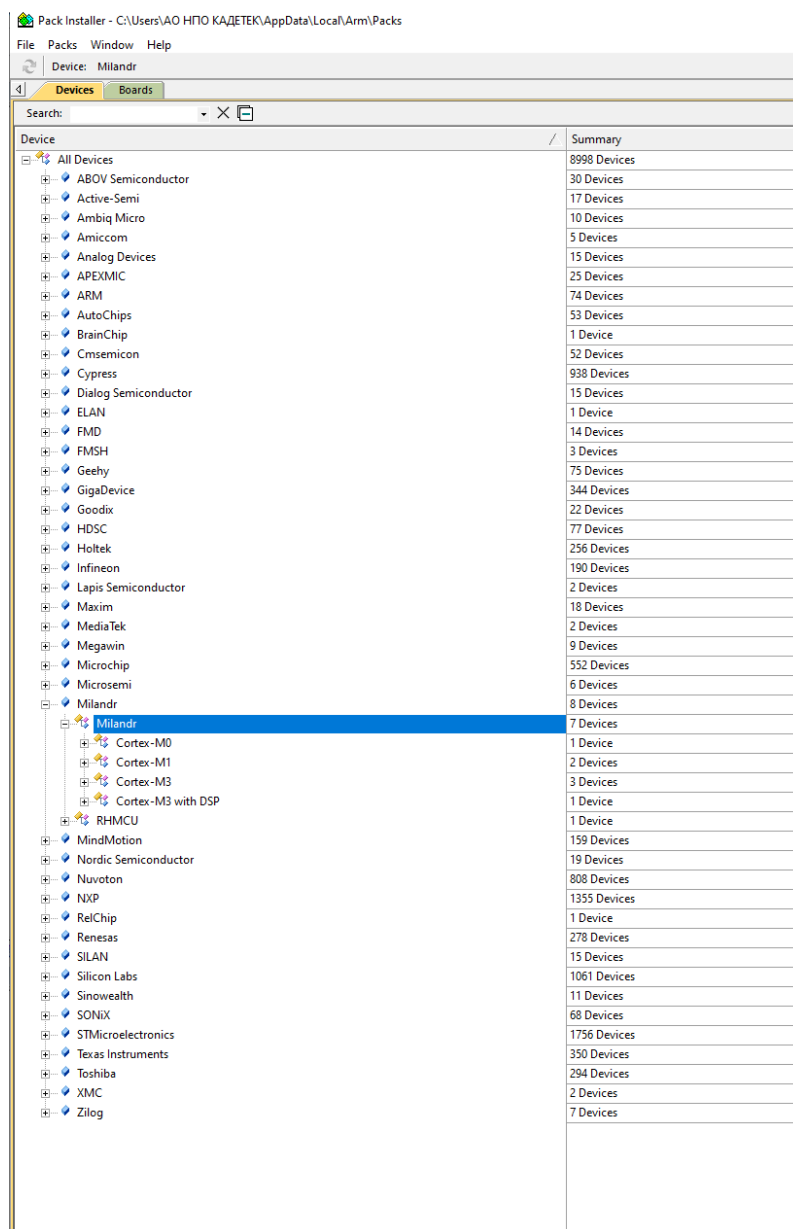 Pack Installer - C:\Users\АО НПО КАДЕТЕК\AppData\Local\Arm\Packs
File Packs Window Help
Device: Milandr
Devices Boards
Search:
Device / Summary
All Devices 8998 Devices
ABOV Semiconductor 30 Devices
Active-Semi 17 Devices
Ambiq Micro 10 Devices
Amiccom 5 Devices
Analog Devices 15 Devices
APEXMIC 25 Devices
ARM 74 Devices
AutoChips 53 Devices
BrainChip 1 Device
Cmsemicon 52 Devices
Cypress 938 Devices
Dialog Semiconductor 15 Devices
ELAN 1 Device
FMD 14 Devices
FMSH 3 Devices
Geehy 75 Devices
GigaDevice 344 Devices
Goodix 22 Devices
HDSC 77 Devices
Holtek 256 Devices
Infineon 190 Devices
Lapis Semiconductor 2 Devices
Maxim 18 Devices
MediaTek 2 Devices
Megawin 9 Devices
Microchip 552 Devices
Microsemi 6 Devices
Milandr 8 Devices
Milandr 7 Devices
Cortex-M0 1 Device
Cortex-M1 2 Devices
Cortex-M3 3 Devices
Cortex-M3 with DSP 1 Device
RHMCU 1 Device
MindMotion 159 Devices
Nordic Semiconductor 19 Devices
Nuvoton 808 Devices
NXP 1355 Devices
RelChip 1 Device
Renesas 278 Devices
SILAN 15 Devices
Silicon Labs 1061 Devices
Sinowealth 11 Devices
SONiX 68 Devices
STMicroelectronics 1756 Devices
Texas Instruments 350 Devices
Toshiba 294 Devices
XMC 2 Devices
Zilog 7 Devices